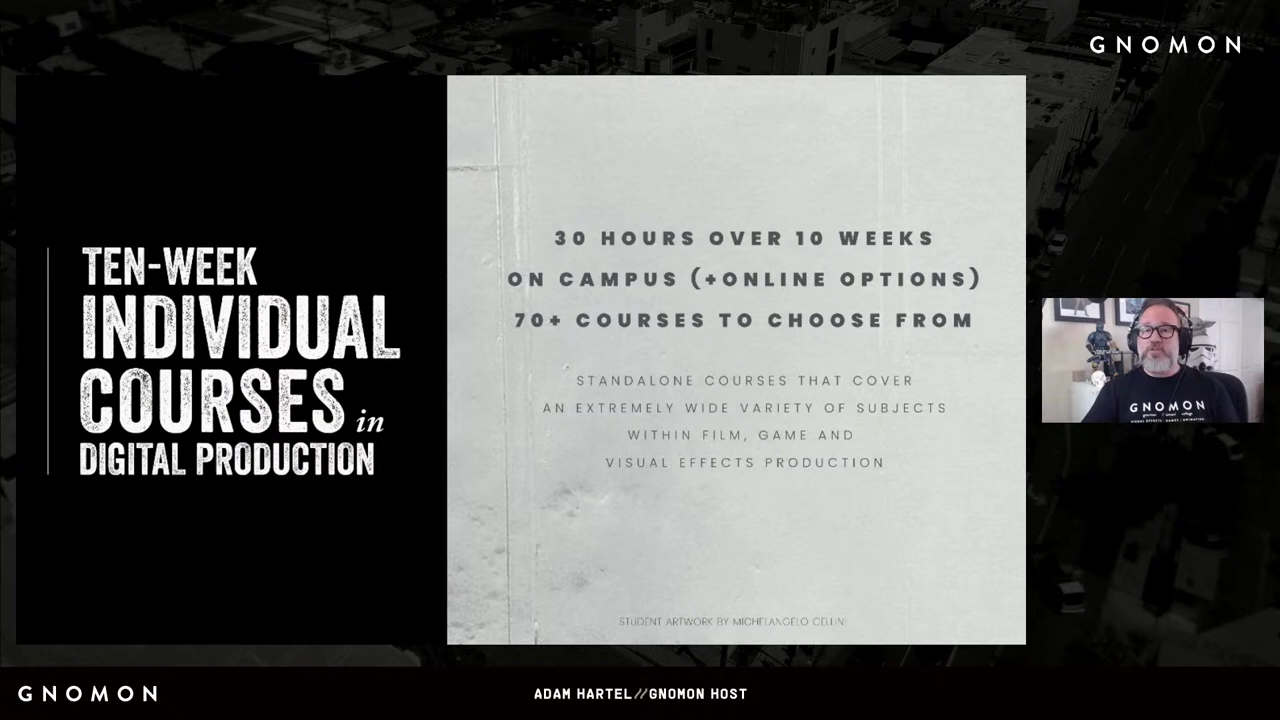 GNOMON
TEN-WEEK
INDIVIDUAL
COURSES in
DIGITAL PRODUCTION
30 HOURS OVER 10 WEEKS
ON CAMPUS (+ONLINE OPTIONS)
70+ COURSES TO CHOOSE FROM
STANDALONE COURSES THAT COVER
AN EXTREMELY WIDE VARIETY OF SUBJECTS
WITHIN FILM, GAME AND
VISUAL EFFECTS PRODUCTION
STUDENT ARTWORK BY MICHELANGELO CELLINI
GNOMON
GNOMON
ADAM HARTEL//GNOMON HOST